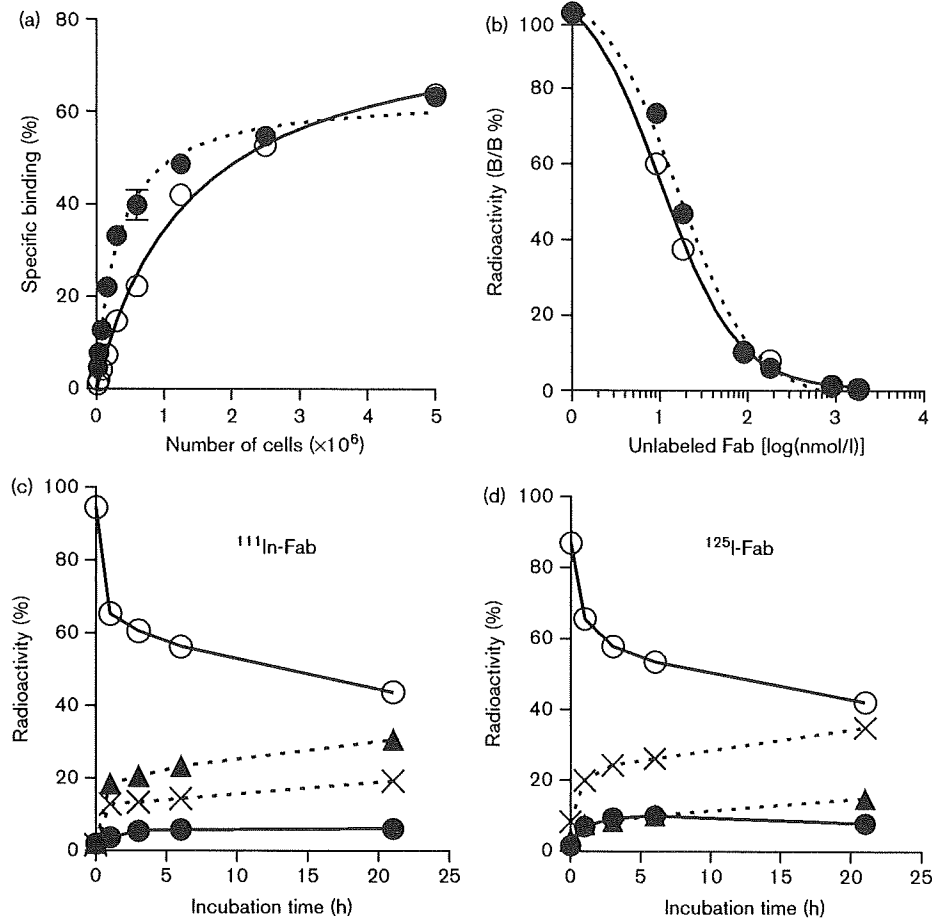 (a)
80
60
40
20
0
Specific binding (%)
0 1 2 3 4 5
Number of cells (×10⁶)
(b)
100
80
60
40
20
0
Radioactivity (B/B %)
0 1 2 3 4
Unlabeled Fab [log(nmol/l)]
(c)
100
80
60
40
20
0
Radioactivity (%)
¹¹¹In-Fab
0 5 10 15 20 25
Incubation time (h)
(d)
100
80
60
40
20
0
Radioactivity (%)
¹²⁵I-Fab
0 5 10 15 20 25
Incubation time (h)